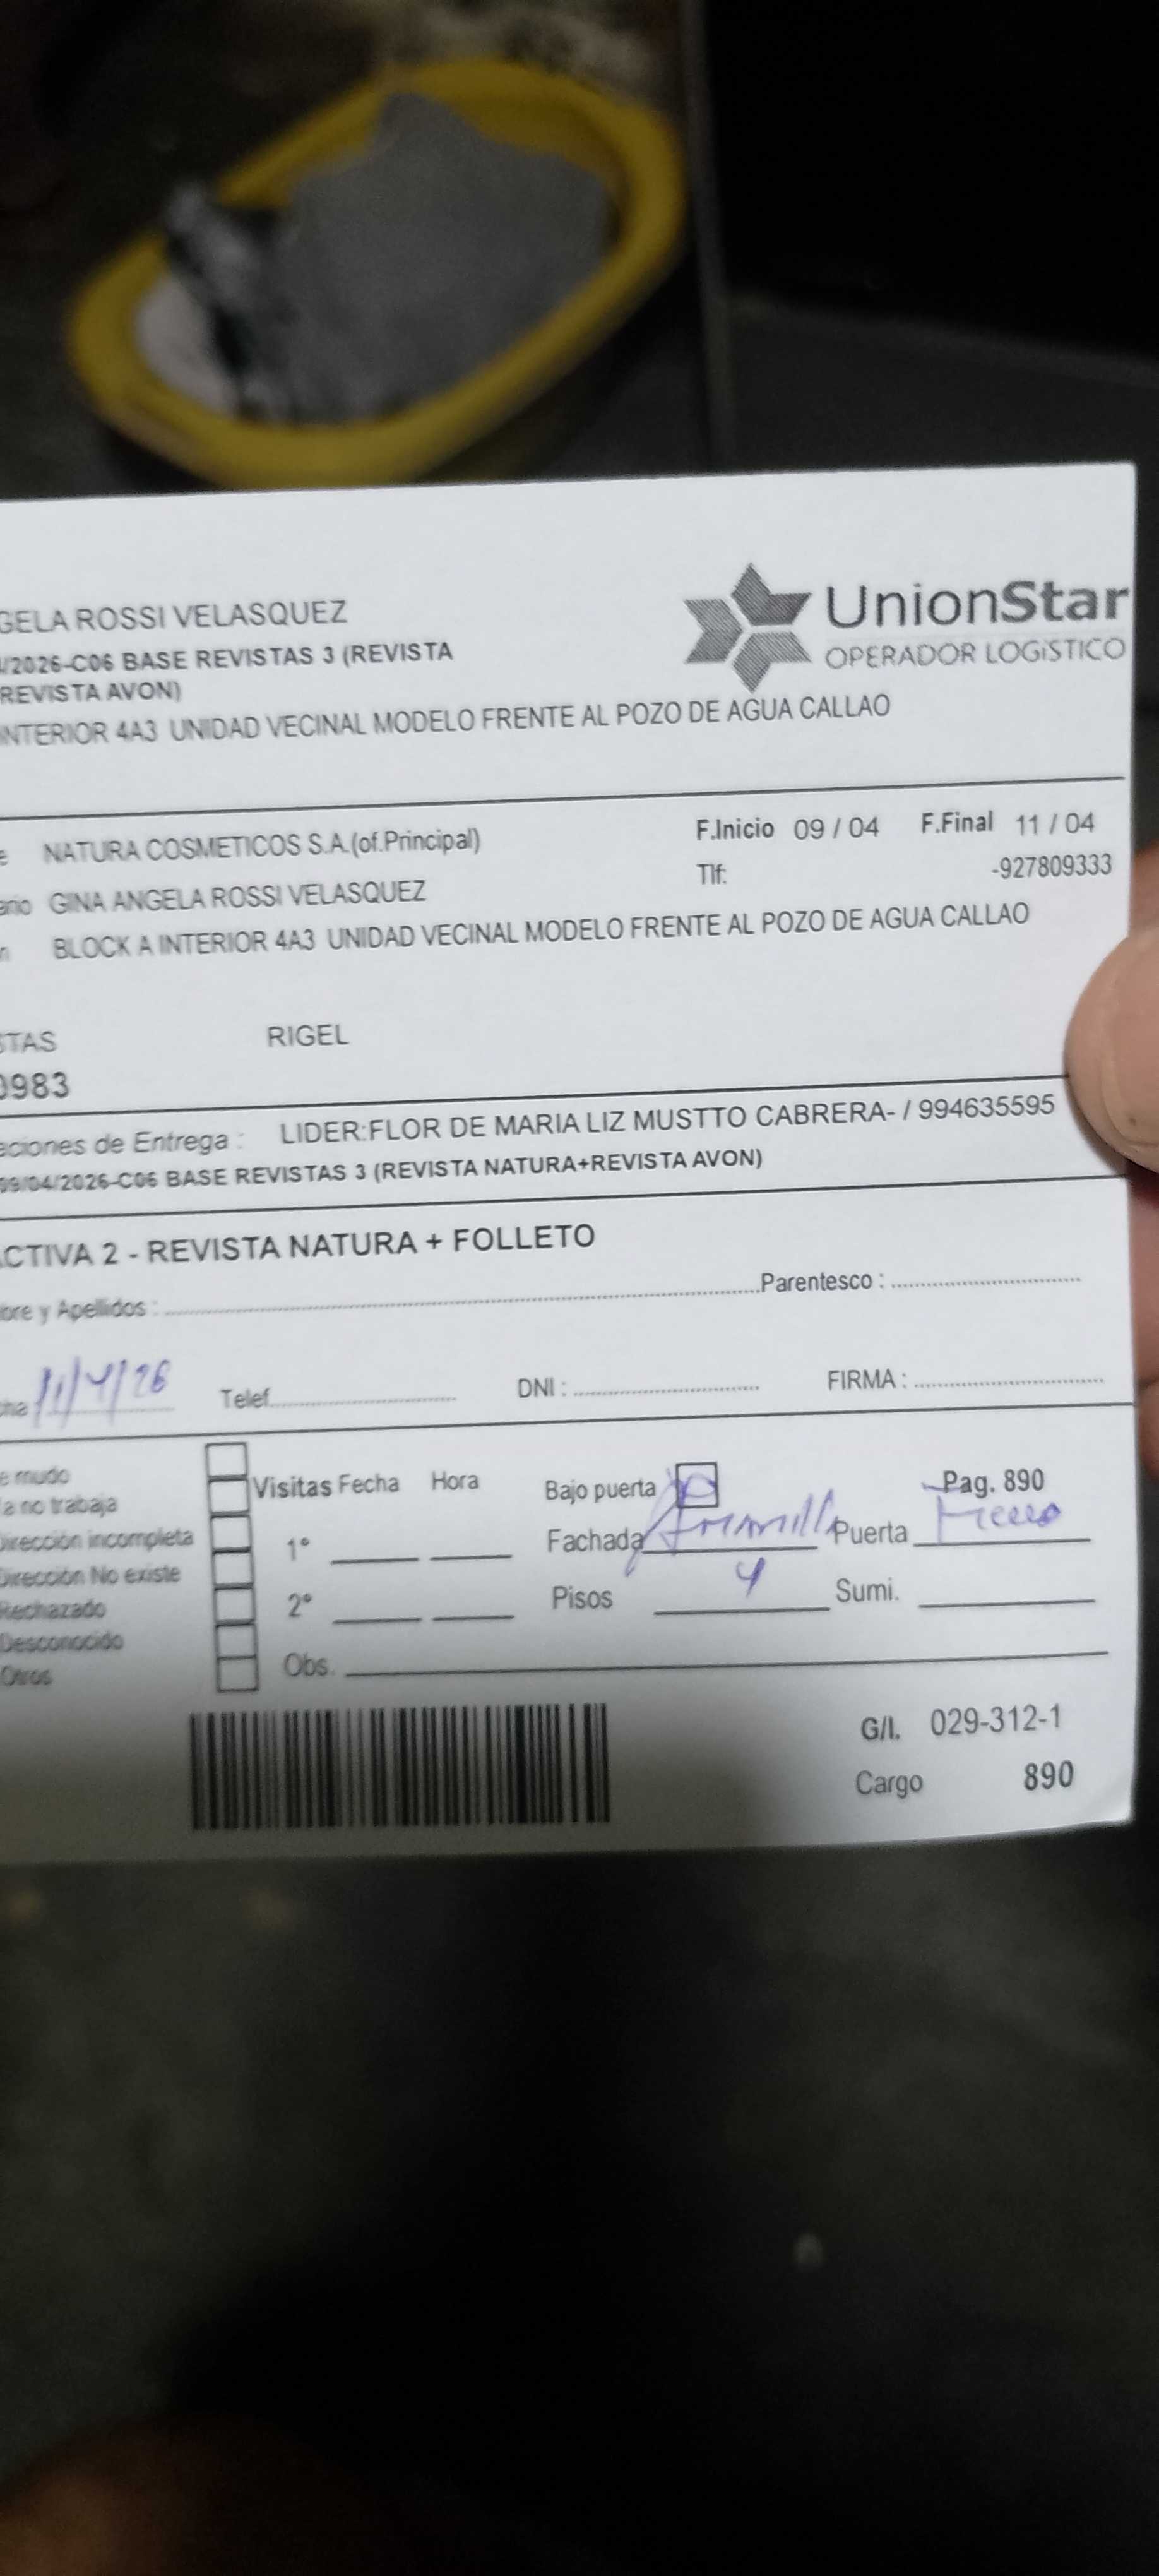 GELA ROSSI VELASQUEZ
UnionStar
OPERADOR LOGÍSTICO
/2026-C06 BASE REVISTAS 3 (REVISTA
REVISTA AVON)
INTERIOR 4A3 UNIDAD VECINAL MODELO FRENTE AL POZO DE AGUA CALLAO
NATURA COSMETICOS S.A.(of.Principal)
F.Inicio 09 / 04 F.Final 11 / 04
Tlf: -927809333
ario GINA ANGELA ROSSI VELASQUEZ
n BLOCK A INTERIOR 4A3 UNIDAD VECINAL MODELO FRENTE AL POZO DE AGUA CALLAO
STAS RIGEL
0983
aciones de Entrega : LIDER:FLOR DE MARIA LIZ MUSTTO CABRERA- / 994635595
09/04/2026-C06 BASE REVISTAS 3 (REVISTA NATURA+REVISTA AVON)
ACTIVA 2 - REVISTA NATURA + FOLLETO
bre y Apellidos : Parentesco :
ha 11/4/26 Telef. DNI : FIRMA :
e mudo
a no trabaja
Dirección incompleta
Dirección No existe
Rechazado
Desconocido
Otros
Visitas Fecha Hora
1°
2°
Obs.
Bajo puerta Pag. 890
Fachada Puerta
Pisos 4 Sumi.
G/I. 029-312-1
Cargo 890